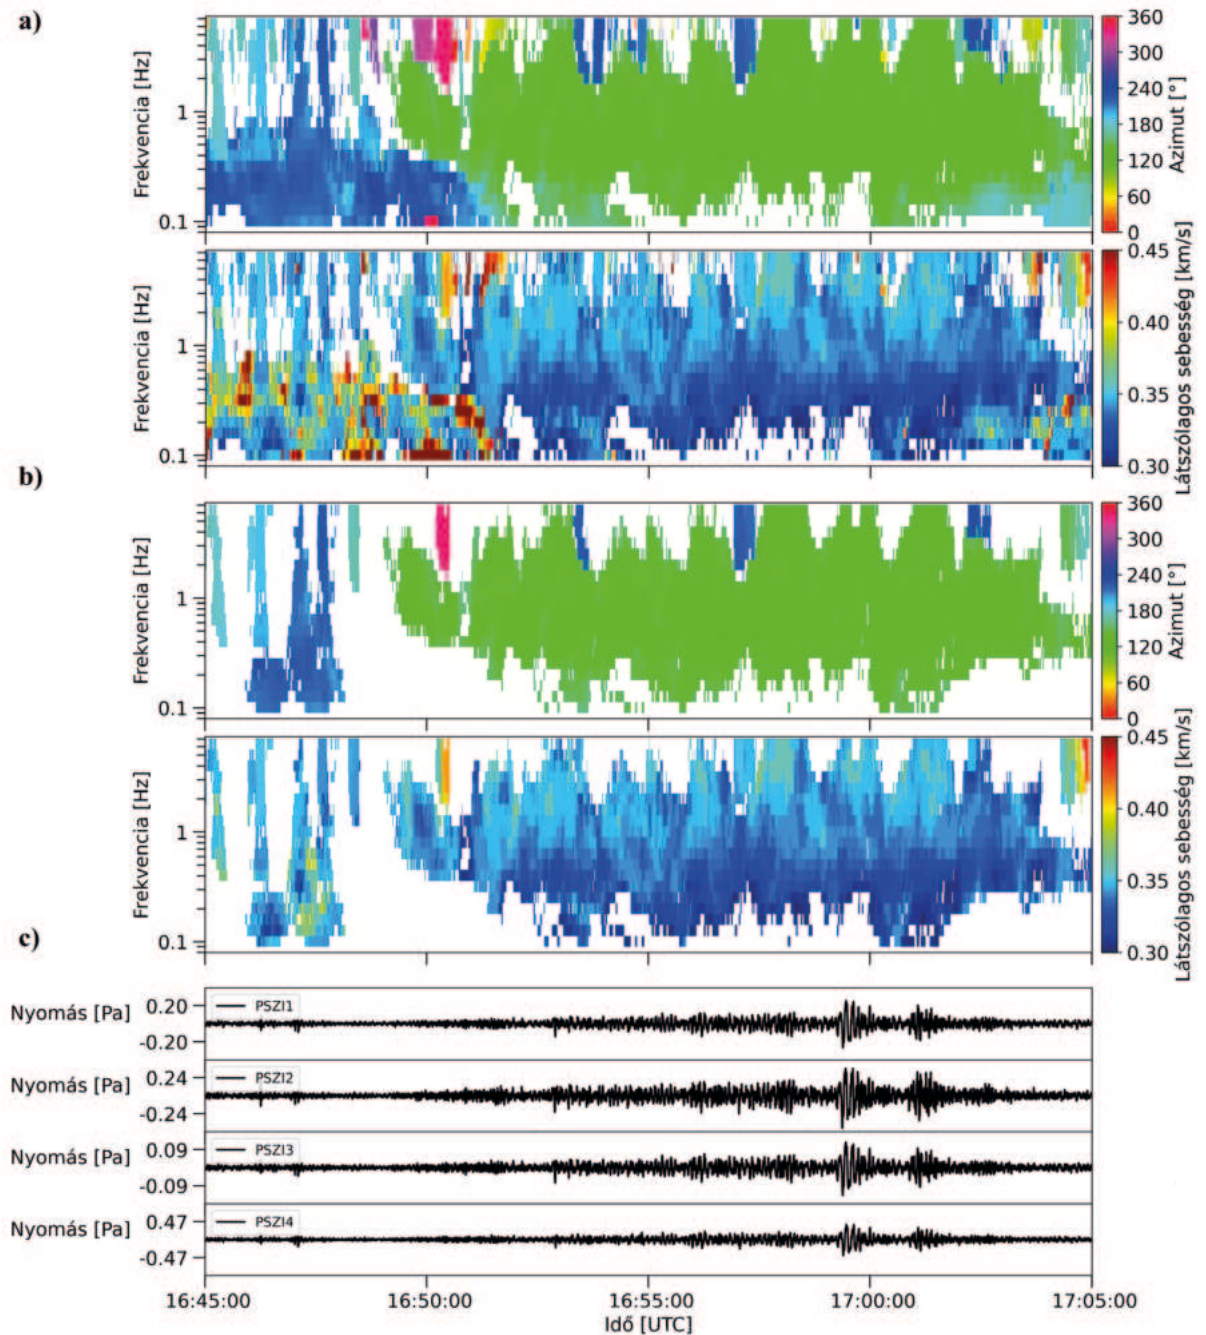 a)
Frekvencia [Hz]
1
0.1
360
300
240
180
120
60
0
Azimut [°]
Frekvencia [Hz]
1
0.1
0.45
0.40
0.35
0.30
Látszólagos sebesség [km/s]
b)
Frekvencia [Hz]
1
0.1
360
300
240
180
120
60
0
Azimut [°]
Frekvencia [Hz]
1
0.1
0.45
0.40
0.35
0.30
Látszólagos sebesség [km/s]
c)
Nyomás [Pa]
0.20
-0.20
PSZI1
Nyomás [Pa]
0.24
-0.24
PSZI2
Nyomás [Pa]
0.09
-0.09
PSZI3
Nyomás [Pa]
0.47
-0.47
PSZI4
16:45:00 16:50:00 16:55:00 17:00:00 17:05:00
Idő [UTC]